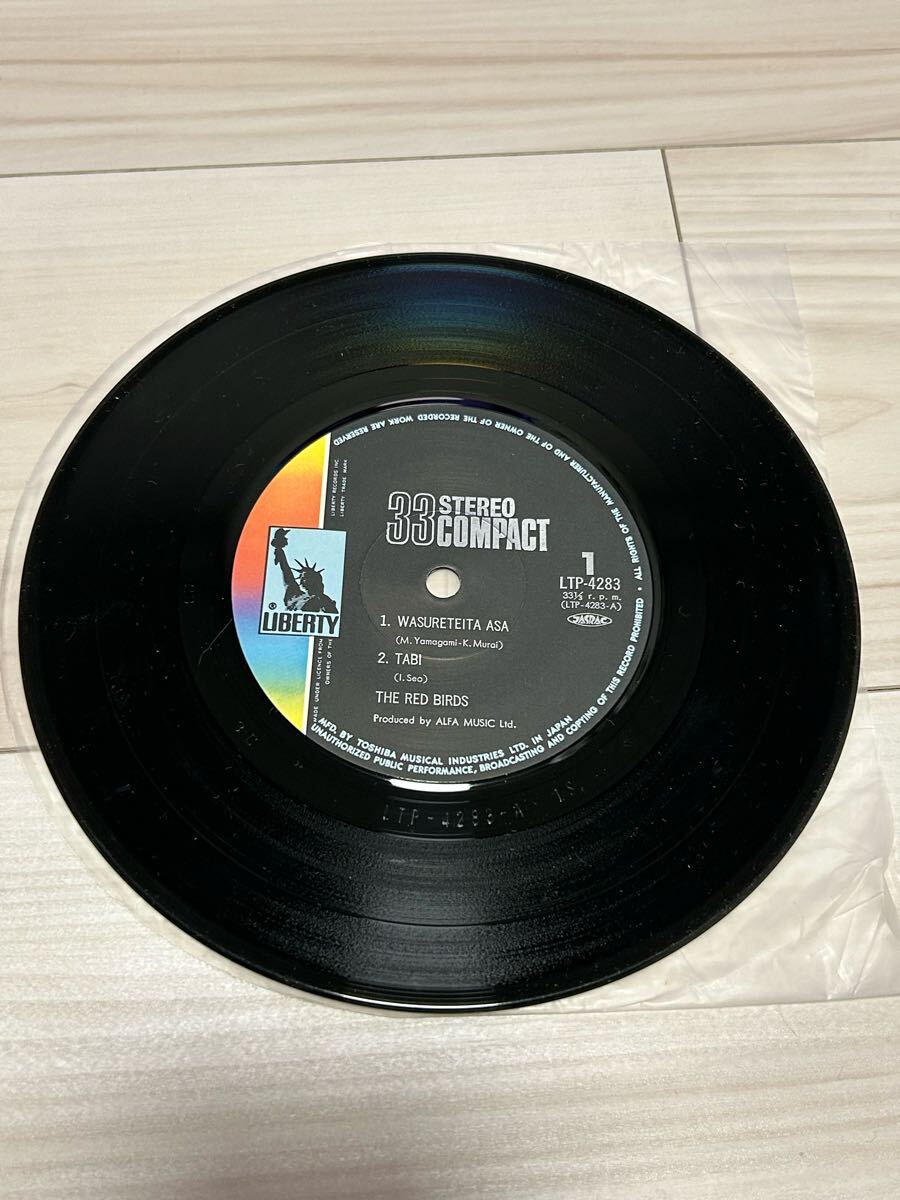 33 STEREO COMPACT
1
LTP-4283
33⅓ r. p. m.
(LTP-4283-A)
JASRAC
1. WASURETEITA ASA
(M. Yamagami-K. Murai)
2. TABI
(I. Seo)
THE RED BIRDS
Produced by ALFA MUSIC Ltd.
® LIBERTY
LIBERTY RECORDS INC.
LIBERTY TRADE MARK
MADE UNDER LICENCE FROM
OWNERS OF THE
MFD. BY TOSHIBA MUSICAL INDUSTRIES LTD. IN JAPAN
ALL RIGHTS OF THE MANUFACTURER AND OF THE OWNER OF THE RECORDED WORK ARE RESERVED
UNAUTHORIZED PUBLIC PERFORMANCE, BROADCASTING AND COPYING OF THIS RECORD PROHIBITED •
LTP-4283-A 1S